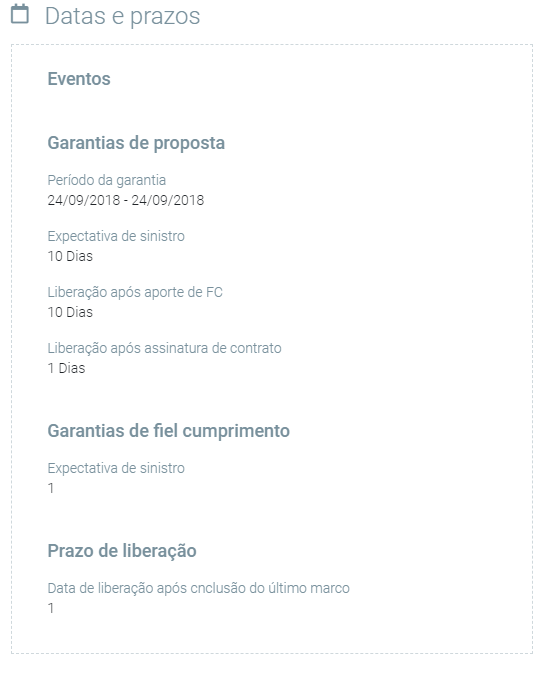 Datas e prazos
Eventos
Garantias de proposta
Período da garantia
24/09/2018 - 24/09/2018
Expectativa de sinistro
10 Dias
Liberação após aporte de FC
10 Dias
Liberação após assinatura de contrato
1 Dias
Garantias de fiel cumprimento
Expectativa de sinistro
1
Prazo de liberação
Data de liberação após cnclusão do último marco
1